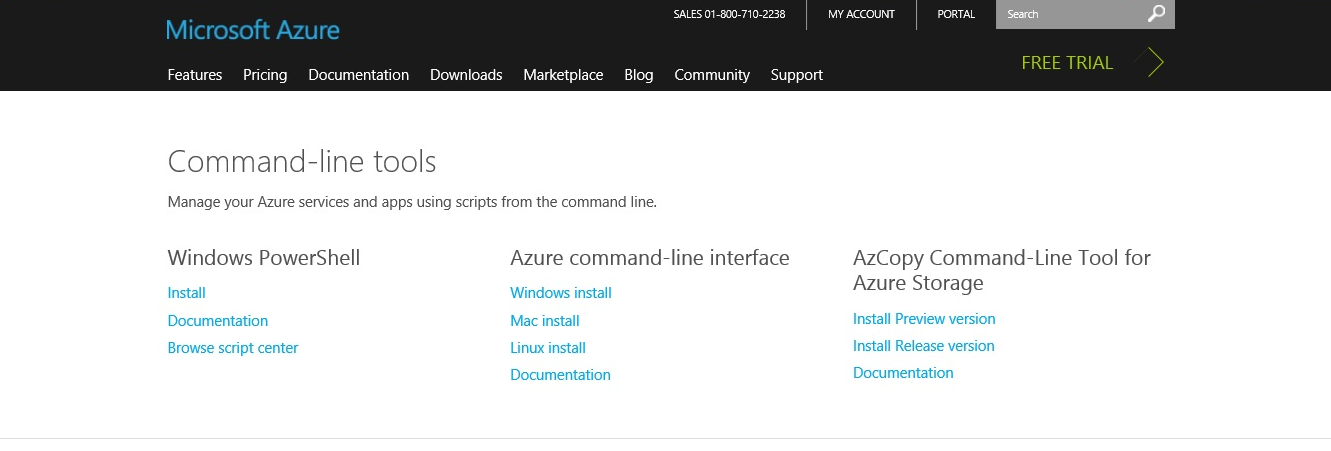 SALES 01-800-710-2238 MY ACCOUNT PORTAL Search
Microsoft Azure
FREE TRIAL
Features Pricing Documentation Downloads Marketplace Blog Community Support
Command-line tools
Manage your Azure services and apps using scripts from the command line.
Windows PowerShell
Install
Documentation
Browse script center
Azure command-line interface
Windows install
Mac install
Linux install
Documentation
AzCopy Command-Line Tool for
Azure Storage
Install Preview version
Install Release version
Documentation